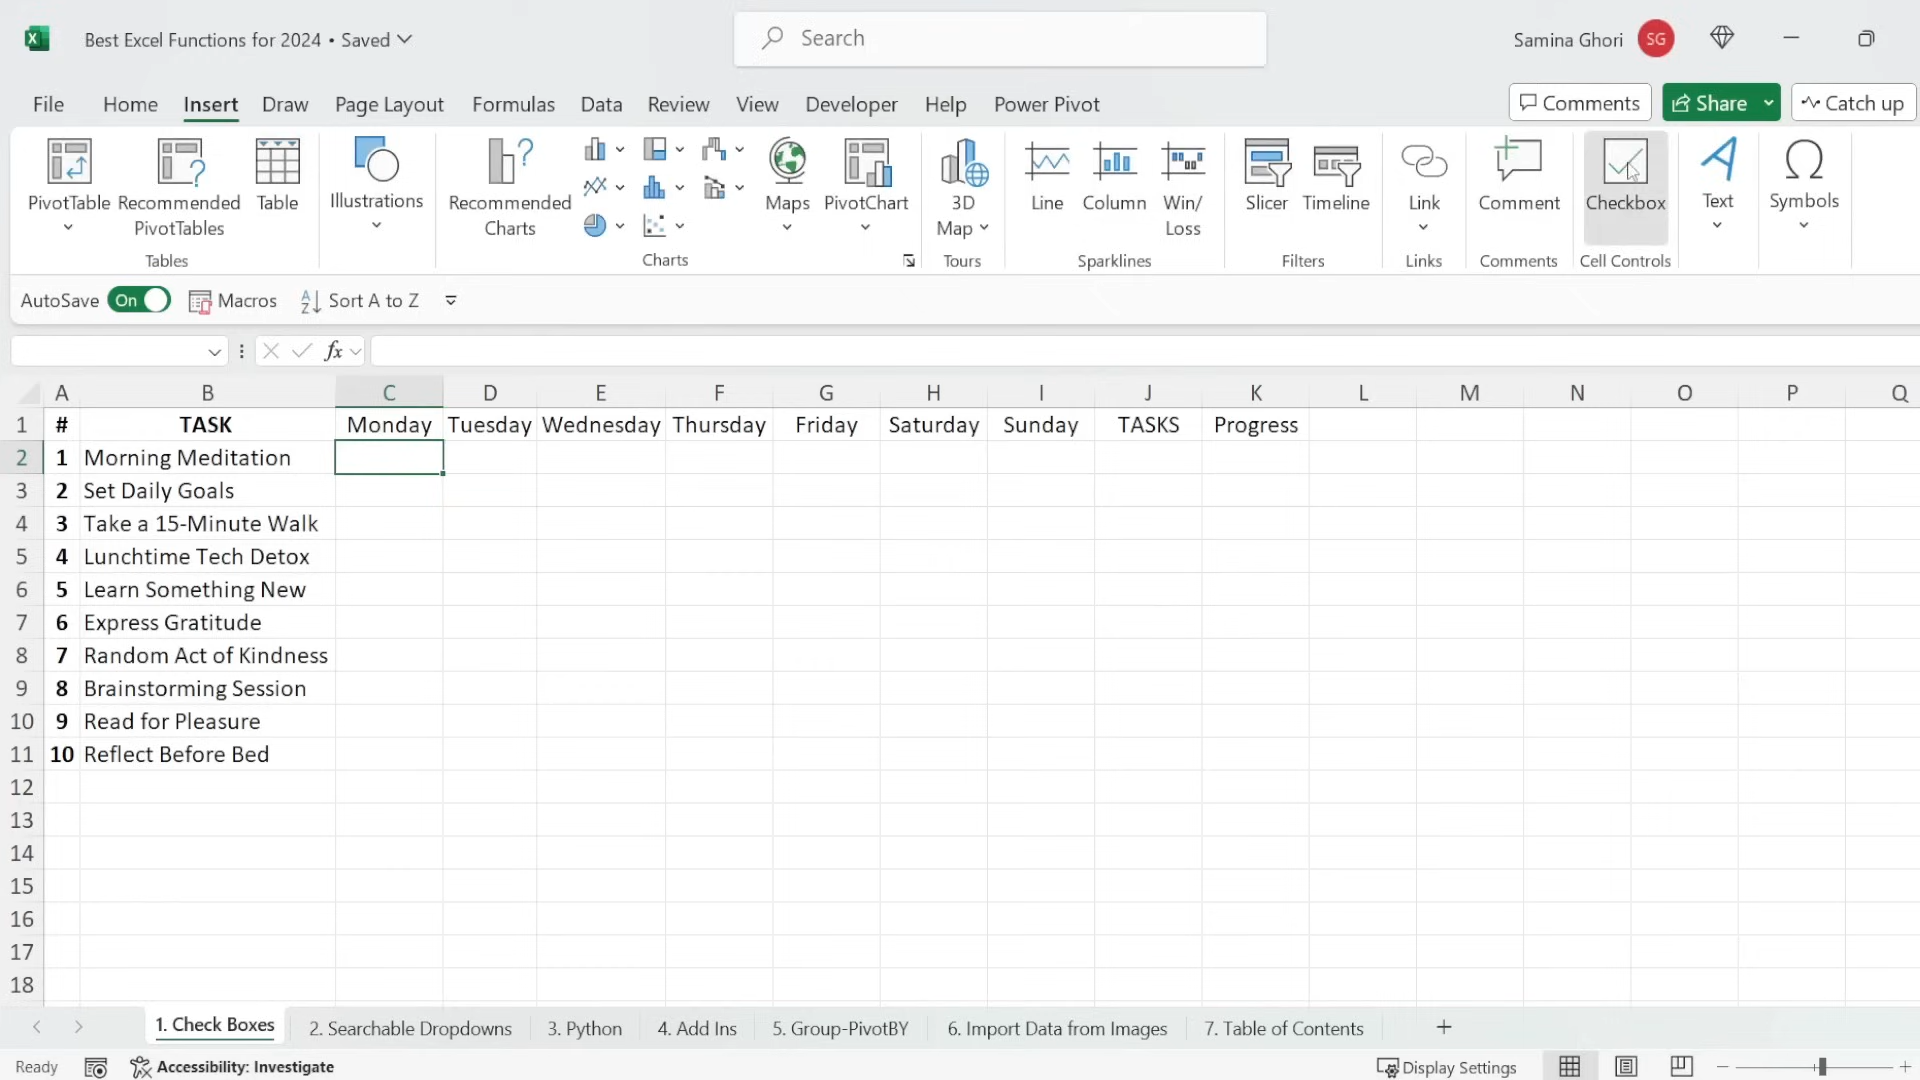 Best Excel Functions for 2024 • Saved
Search
Samina Ghori SG
File Home Insert Draw Page Layout Formulas Data Review View Developer Help Power Pivot Comments Share Catch up
PivotTable Recommended PivotTables Table
Tables
Illustrations
Recommended Charts
Maps PivotChart
Charts
3D Map
Tours
Line Column Win/ Loss
Sparklines
Slicer Timeline
Filters
Link
Links
Comment
Comments
Checkbox
Cell Controls
Text
Symbols
AutoSave On Macros Sort A to Z
fx
A B C D E F G H I J K L M N O P Q
1 # TASK Monday Tuesday Wednesday Thursday Friday Saturday Sunday TASKS Progress
2 1 Morning Meditation
3 2 Set Daily Goals
4 3 Take a 15-Minute Walk
5 4 Lunchtime Tech Detox
6 5 Learn Something New
7 6 Express Gratitude
8 7 Random Act of Kindness
9 8 Brainstorming Session
10 9 Read for Pleasure
11 10 Reflect Before Bed
12
13
14
15
16
17
18
1. Check Boxes 2. Searchable Dropdowns 3. Python 4. Add Ins 5. Group-PivotBY 6. Import Data from Images 7. Table of Contents
Ready Accessibility: Investigate Display Settings